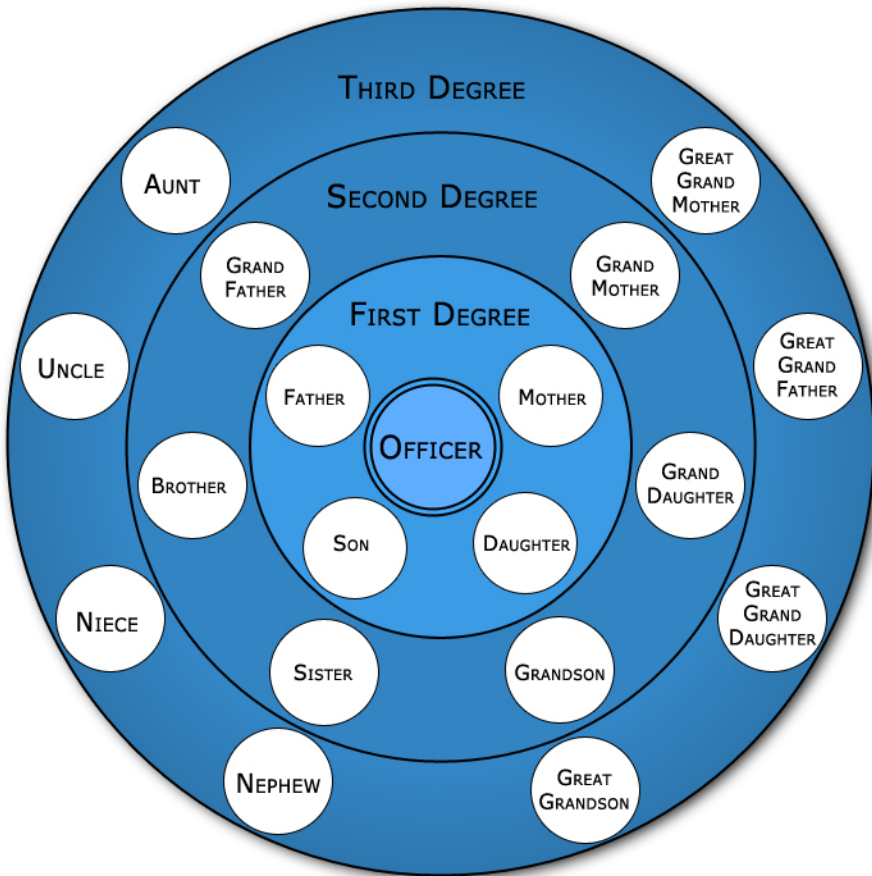 Third Degree
Aunt
Great
Grand
Mother
Second Degree
Grand
Father
Grand
Mother
First Degree
Uncle
Great
Grand
Father
Father
Mother
Officer
Brother
Grand
Daughter
Son
Daughter
Niece
Great
Grand
Daughter
Sister
Grandson
Nephew
Great
Grandson